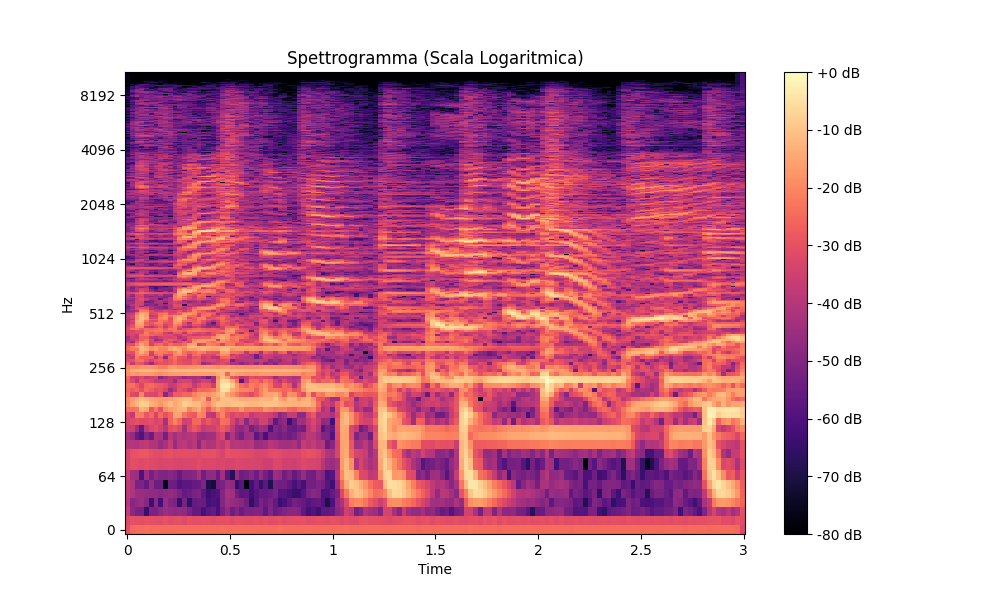 Spettrogramma (Scala Logaritmica)
Hz
8192
4096
2048
1024
512
256
128
64
0
0
0.5
1
1.5
2
2.5
3
Time
+0 dB
-10 dB
-20 dB
-30 dB
-40 dB
-50 dB
-60 dB
-70 dB
-80 dB